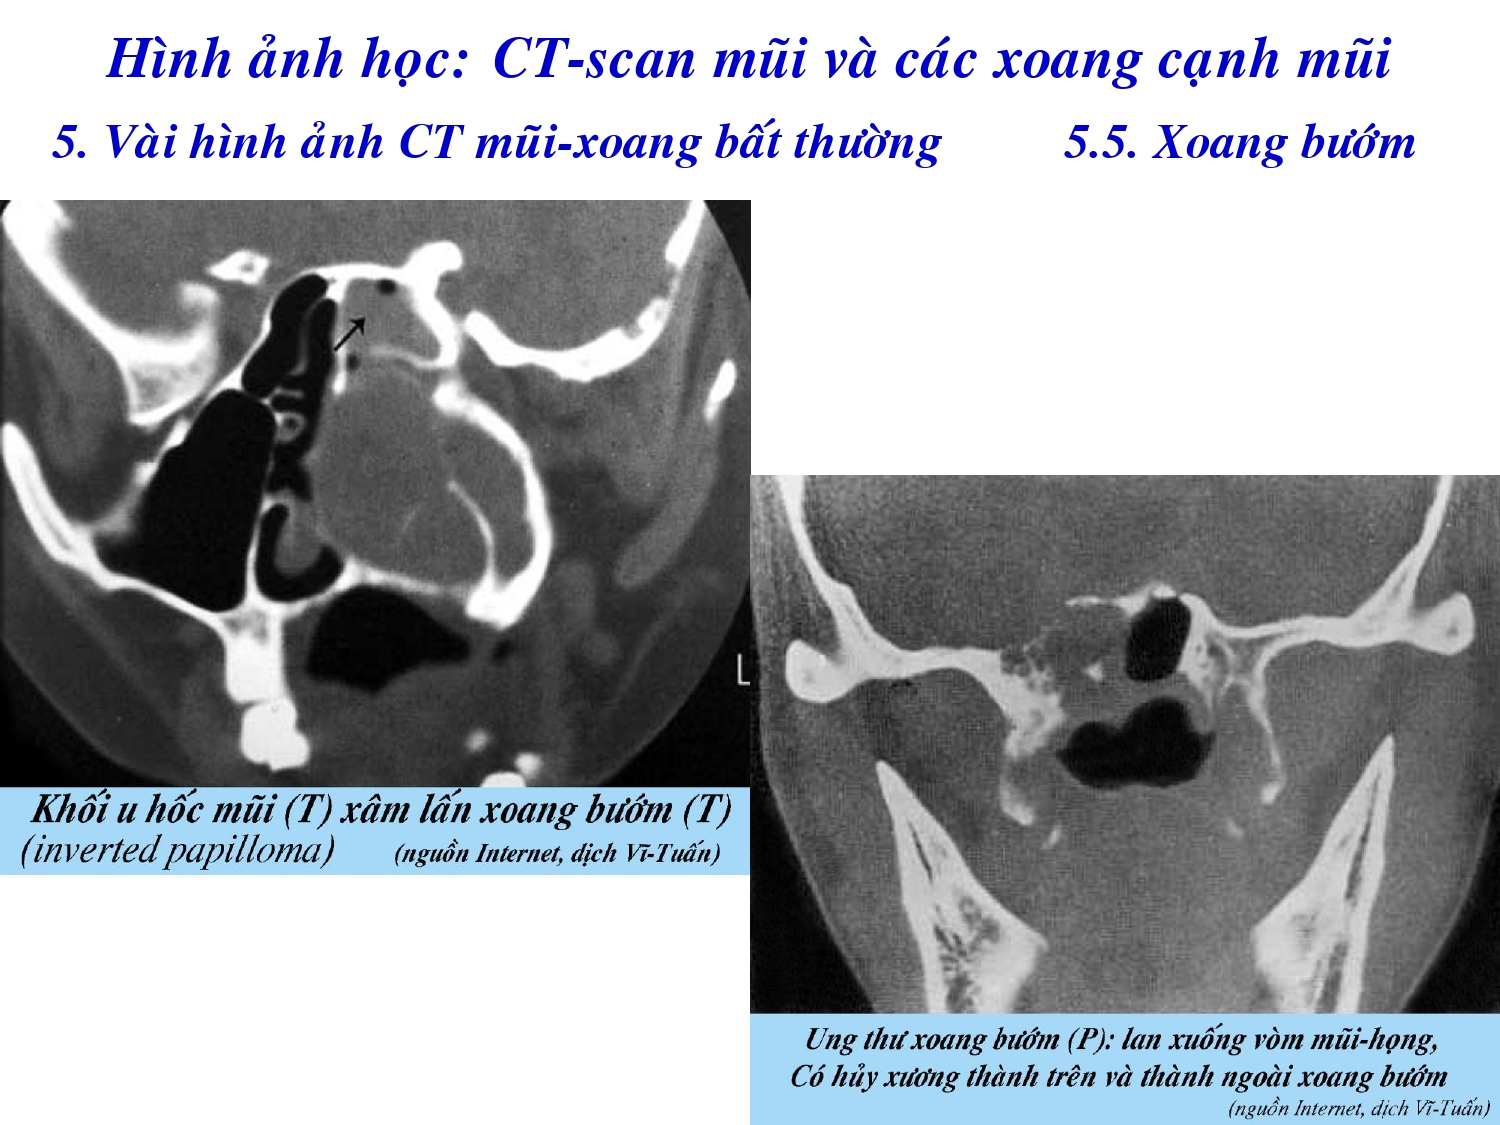 Hình ảnh học: CT-scan mũi và các xoang cạnh mũi
5. Vài hình ảnh CT mũi-xoang bất thường 5.5. Xoang bướm
L
Khối u hốc mũi (T) xâm lấn xoang bướm (T)
(inverted papilloma) (nguồn Internet, dịch Vĩ-Tuấn)
Ung thư xoang bướm (P): lan xuống vòm mũi-họng,
Có hủy xương thành trên và thành ngoài xoang bướm
(nguồn Internet, dịch Vĩ-Tuấn)